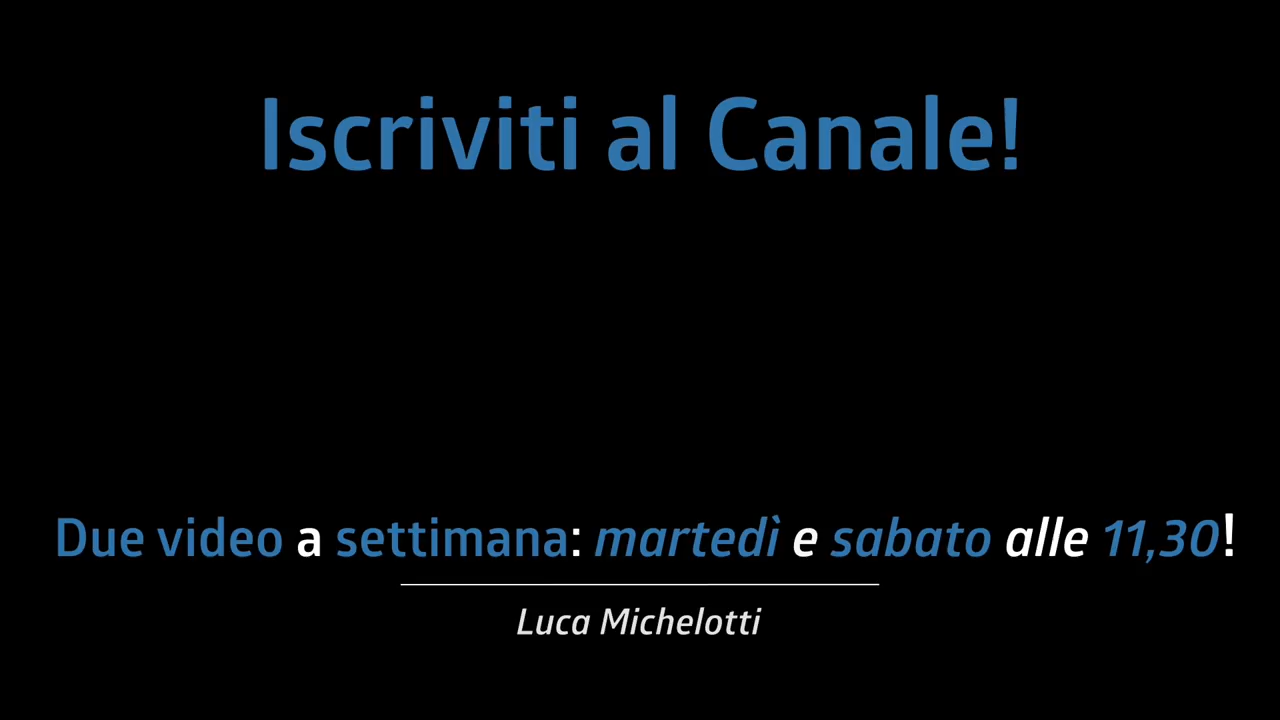 Iscriviti al Canale!
Due video a settimana: martedì e sabato alle 11,30!
Luca Michelotti